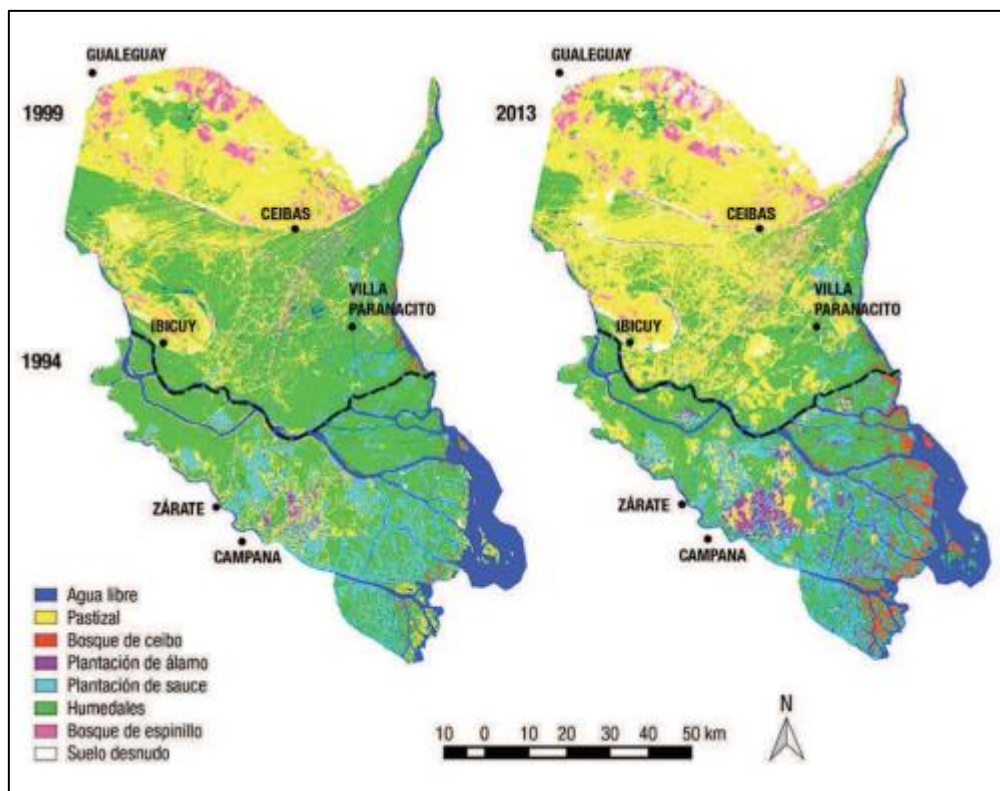 GUALEGUAY
1999
CEIBAS
VILLA
PARANACITO
IBICUY
1994
ZÁRATE
CAMPANA
GUALEGUAY
2013
CEIBAS
VILLA
PARANACITO
IBICUY
ZÁRATE
CAMPANA
Agua libre
Pastizal
Bosque de ceibo
Plantación de álamo
Plantación de sauce
Humedales
Bosque de espinillo
Suelo desnudo
10 0 10 20 30 40 50 km
N